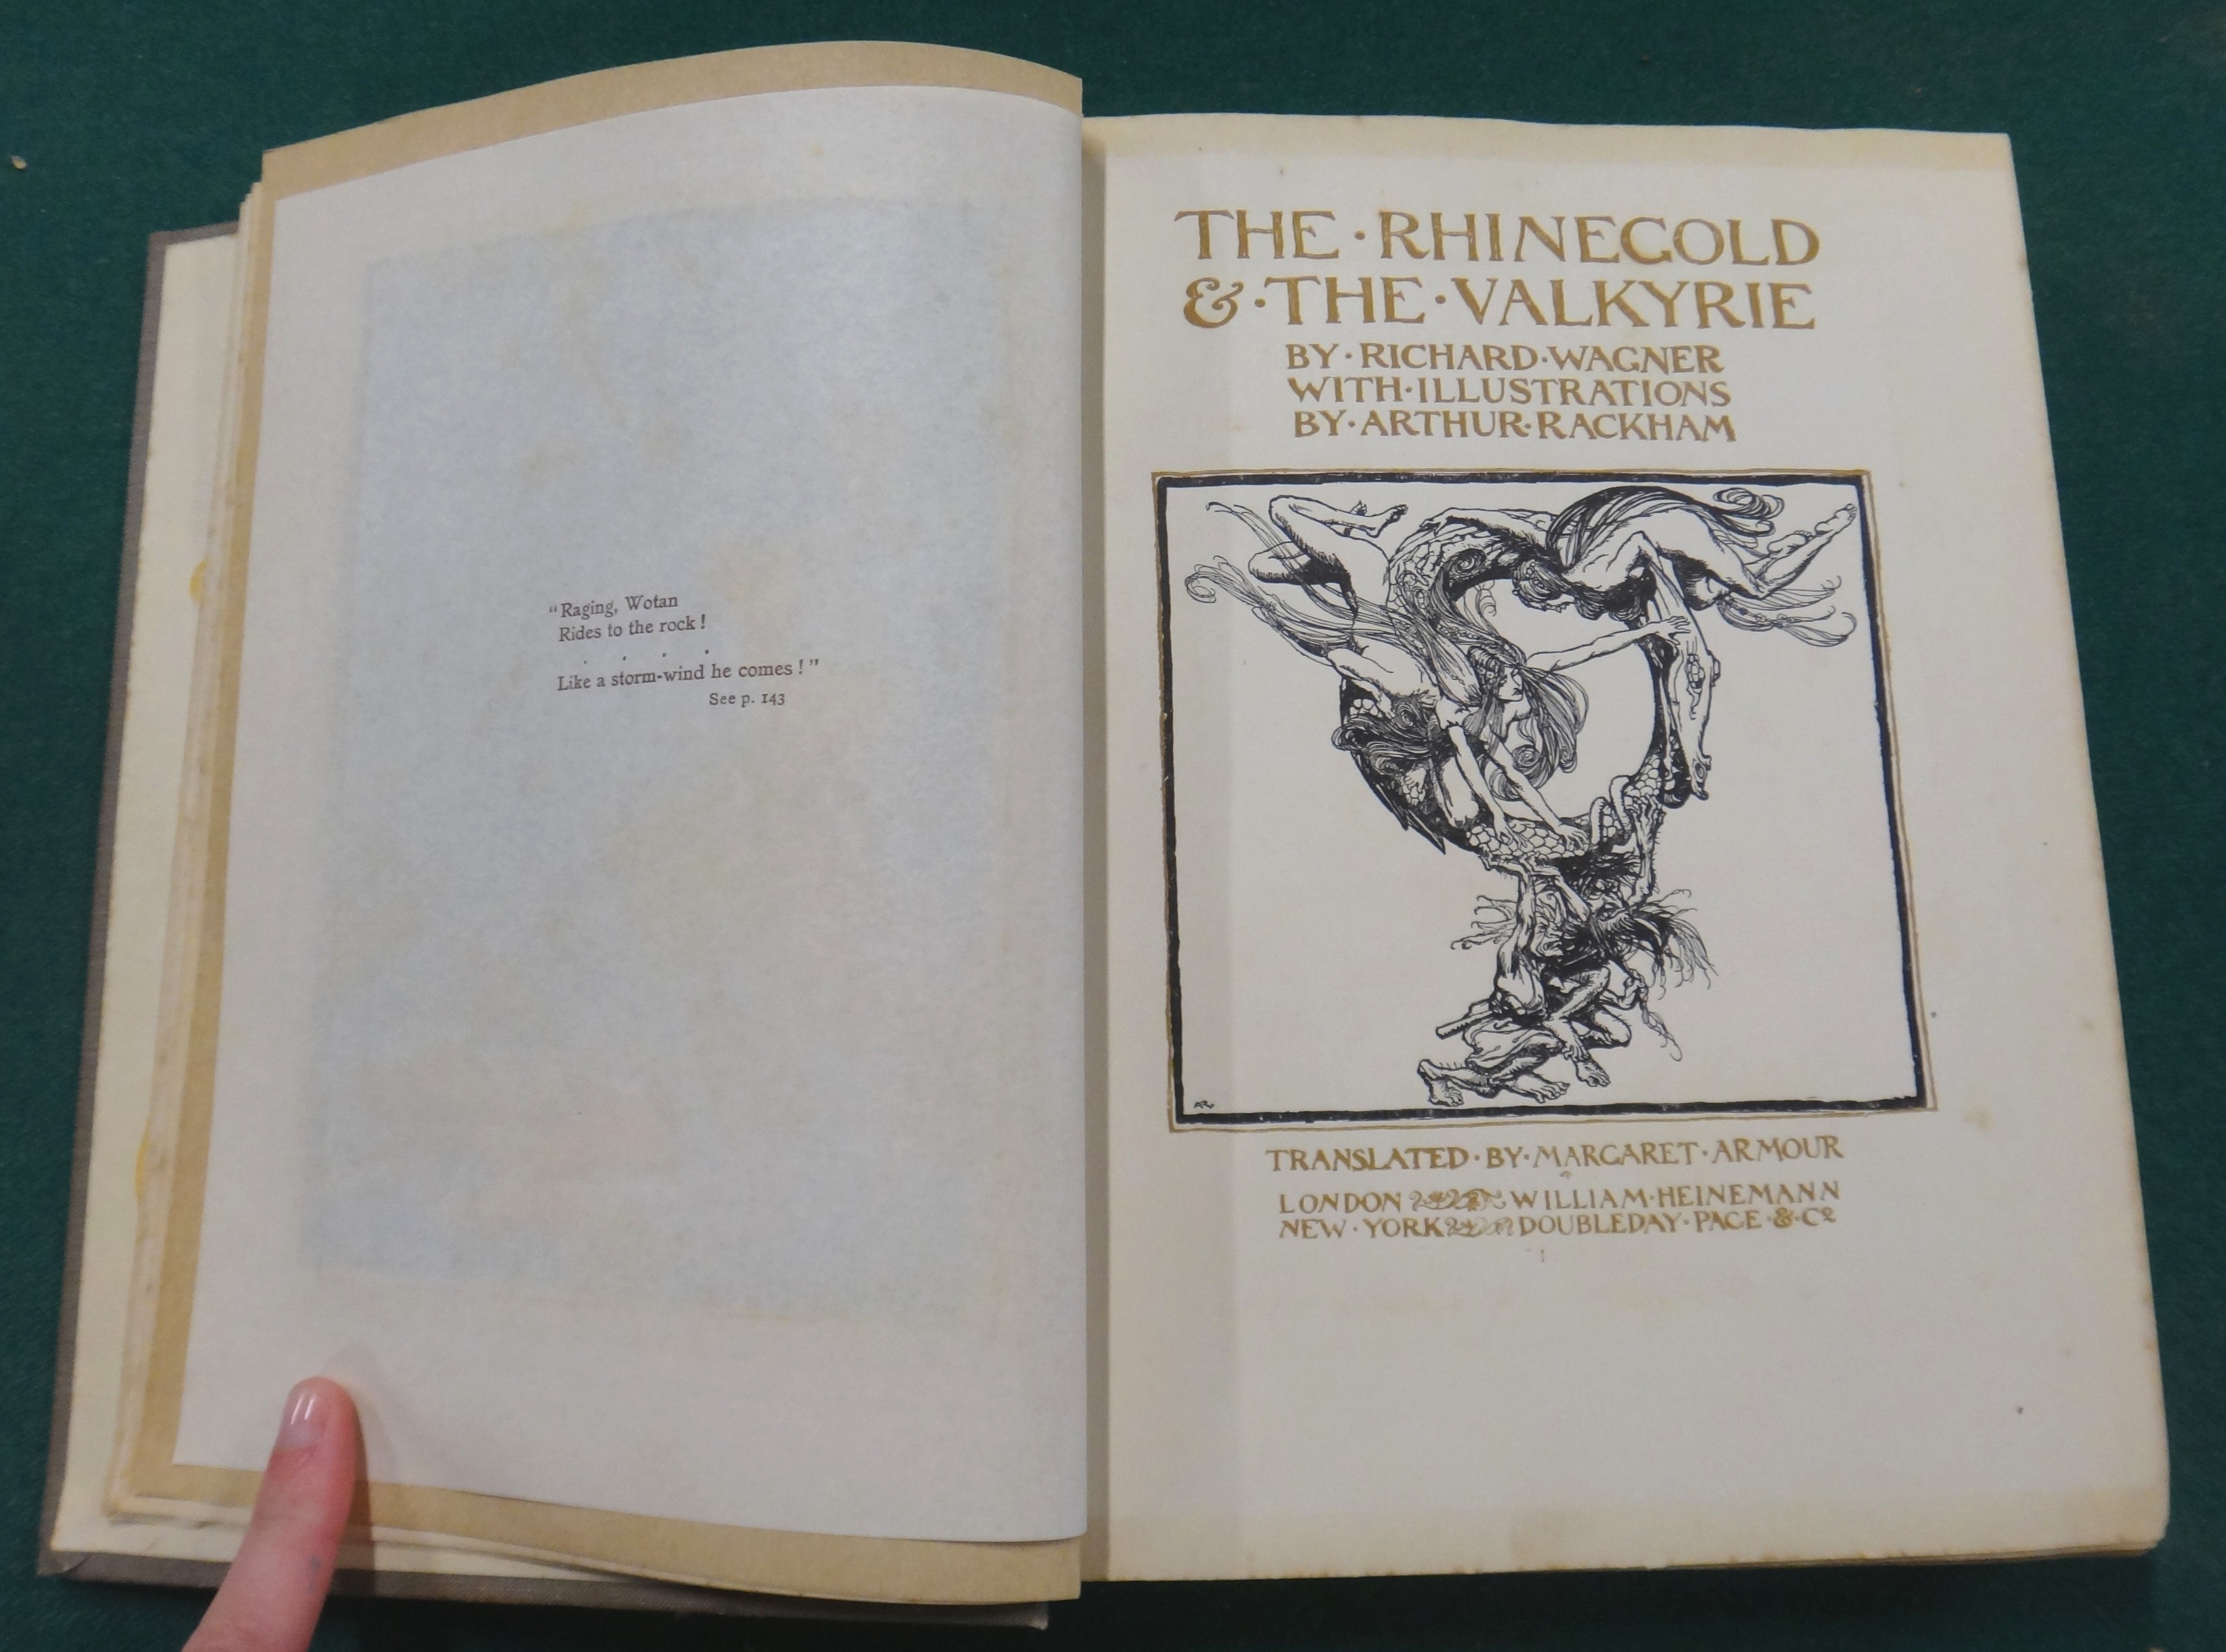 “Raging, Wotan
Rides to the rock!
. . . .
Like a storm-wind he comes!”
See p. 143
THE·RHINEGOLD
&·THE·VALKYRIE
BY·RICHARD·WAGNER
WITH·ILLUSTRATIONS
BY·ARTHUR·RACKHAM
AR
TRANSLATED·BY·MARGARET·ARMOUR
LONDON WILLIAM·HEINEMANN
NEW·YORK DOUBLEDAY·PAGE·&·Co